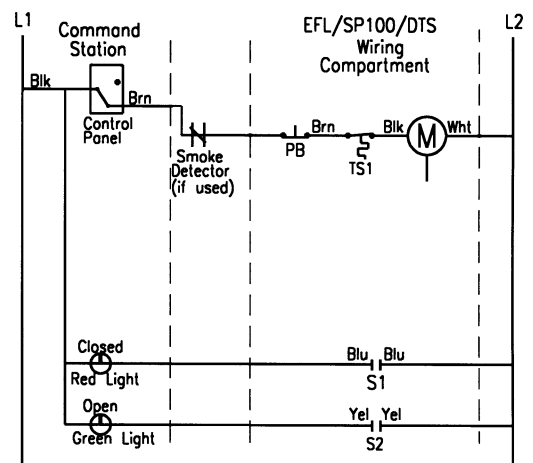 L1
L2
Command
Station
EFL/SP100/DTS
Wiring
Compartment
Blk
Brn
Control
Panel
Smoke
Detector
(if used)
PB
Brn
TS1
Blk
M
Wht
Closed
Red Light
Blu Blu
S1
Open
Green Light
Yel Yel
S2